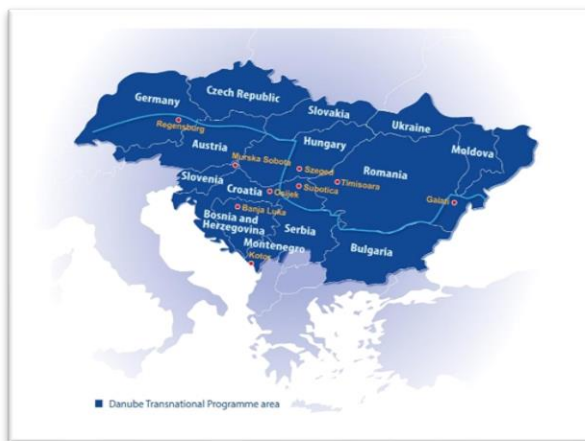 Czech Republic
Germany
Slovakia
Regensburg
Ukraine
Austria
Hungary
Moldova
Murska Sobota
Szeged
Romania
Slovenia
Subotica
Timisoara
Croatia
Osijek
Galati
Banja Luka
Bosnia and
Herzegovina
Serbia
Montenegro
Bulgaria
Kotor
Danube Transnational Programme area